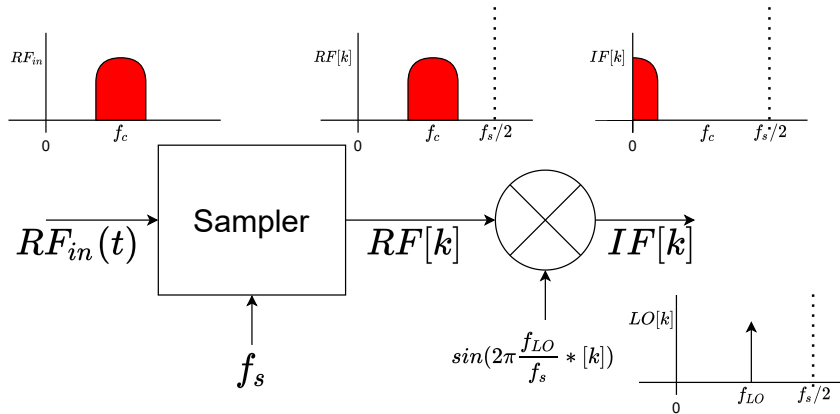 RF_in
f_c
0
RF[k]
f_c
f_s/2
0
IF[k]
f_c
f_s/2
0
Sampler
RF_in(t)
RF[k]
IF[k]
f_s
sin(2π f_LO/f_s * [k])
LO[k]
f_LO
f_s/2
0